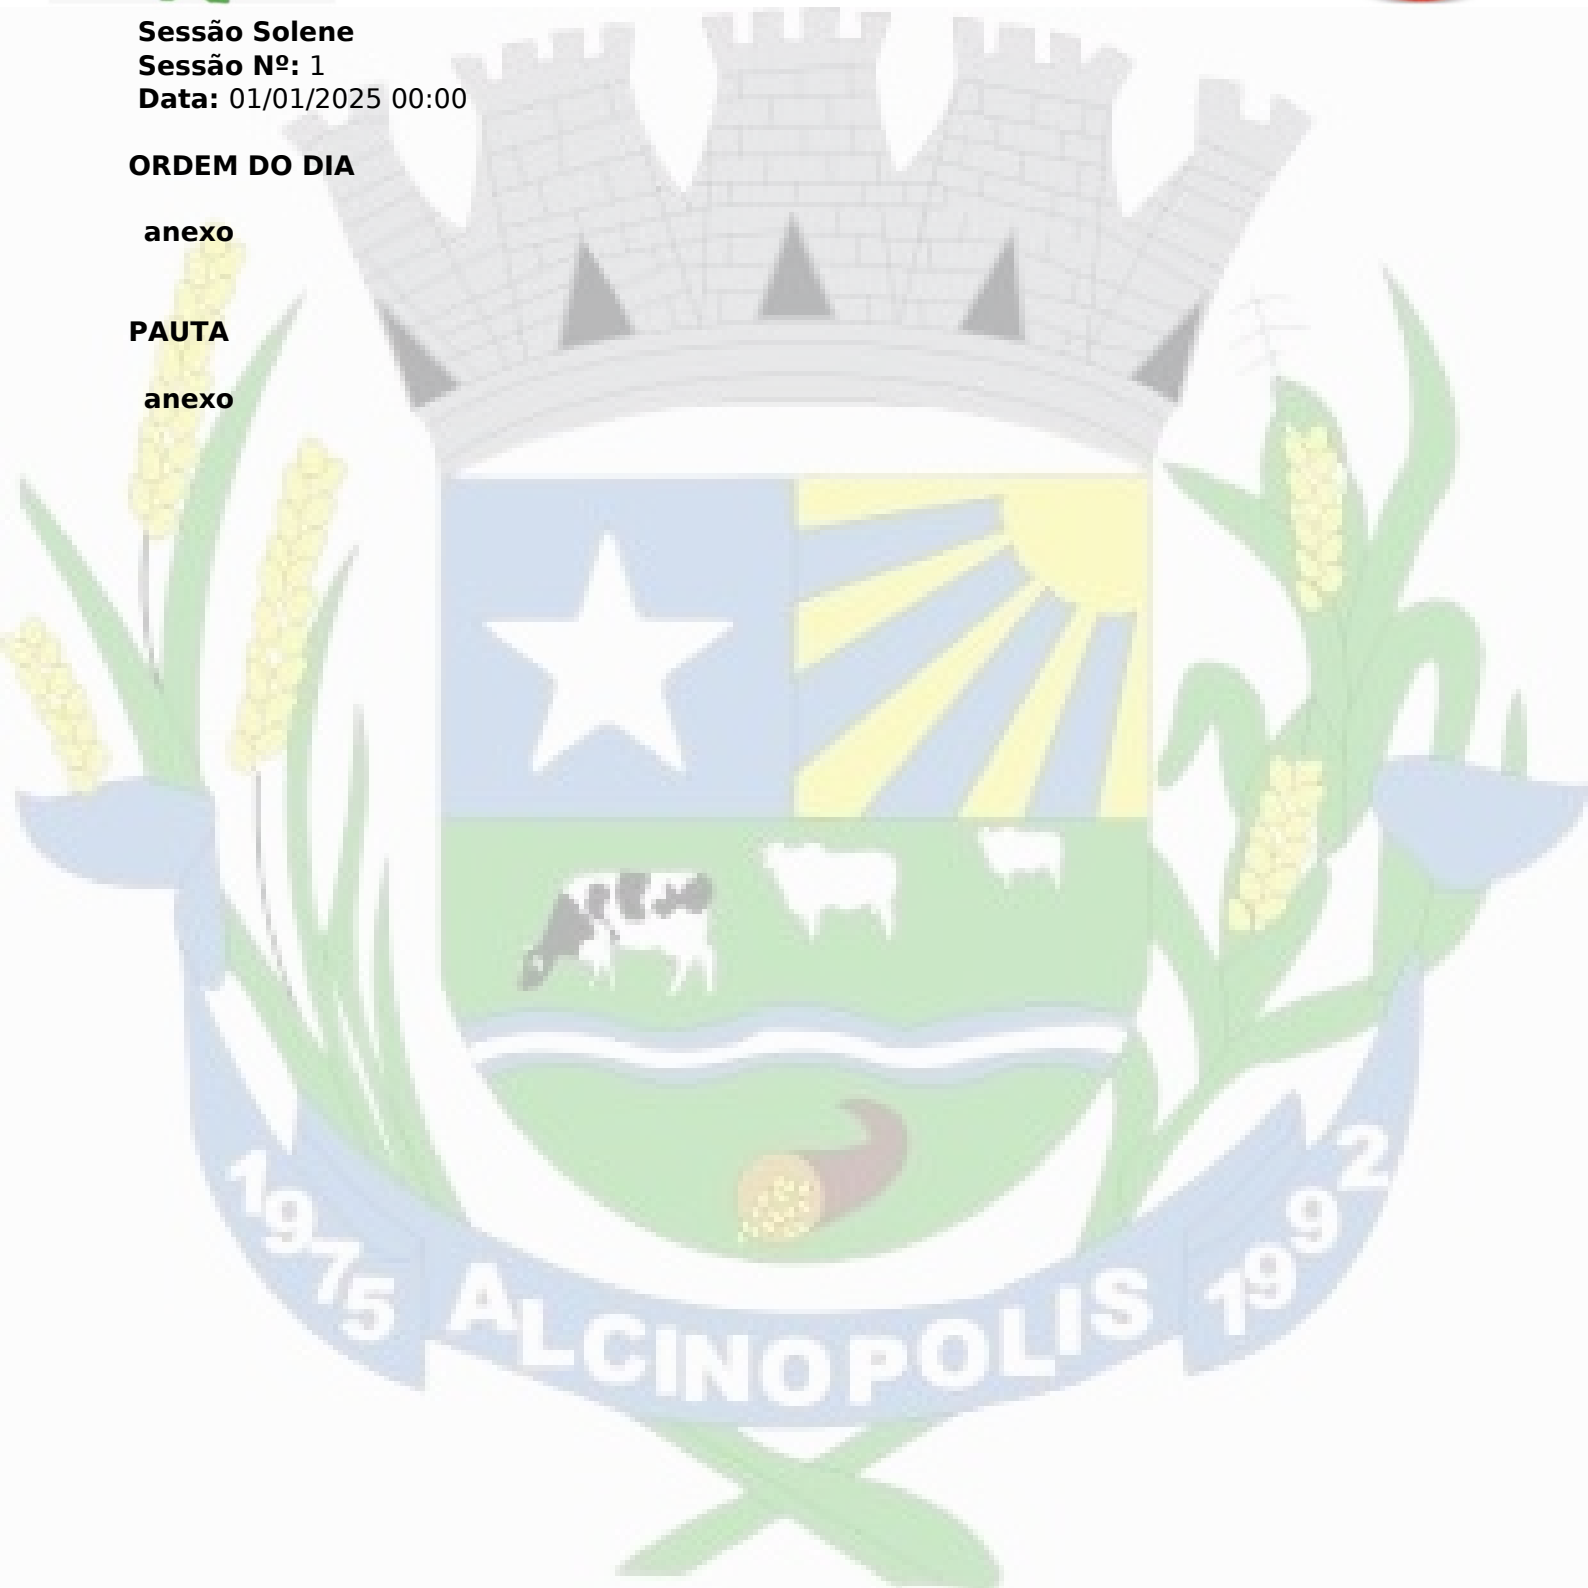 Sessão Solene
Sessão Nº: 1
Data: 01/01/2025 00:00
ORDEM DO DIA
anexo
PAUTA
anexo
1975 ALCINOPOLIS 1992